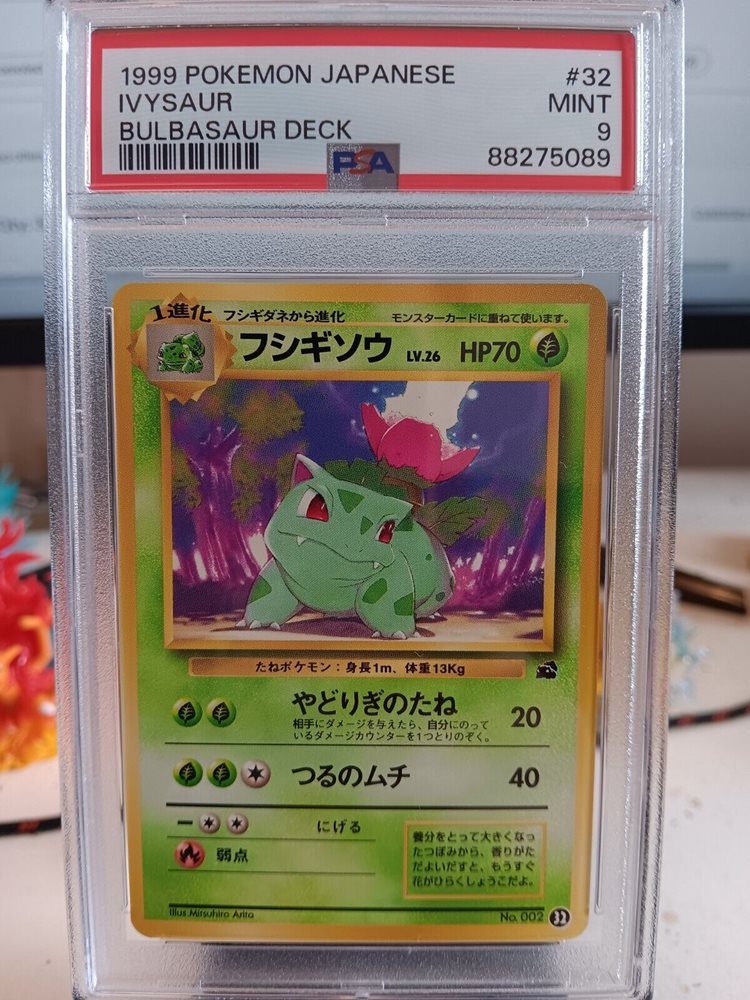 1999 POKEMON JAPANESE #32
IVYSAUR MINT
BULBASAUR DECK 9
PSA 88275089
1進化 フシギダネから進化 モンスターカードに重ねて使います。
フシギソウ LV.26 HP70
たねポケモン:身長1m、体重13Kg
やどりぎのたね 20
相手にダメージを与えたら、自分にのって
いるダメージカウンターを1つとりのぞく。
つるのムチ 40
ー にげる
弱点
養分をとって大きくなっ
たつぼみから、香りがた
だよいだすと、もうすぐ
花がひらくしょうこだよ。
Illus. Mitsuhiro Arita No. 002 32